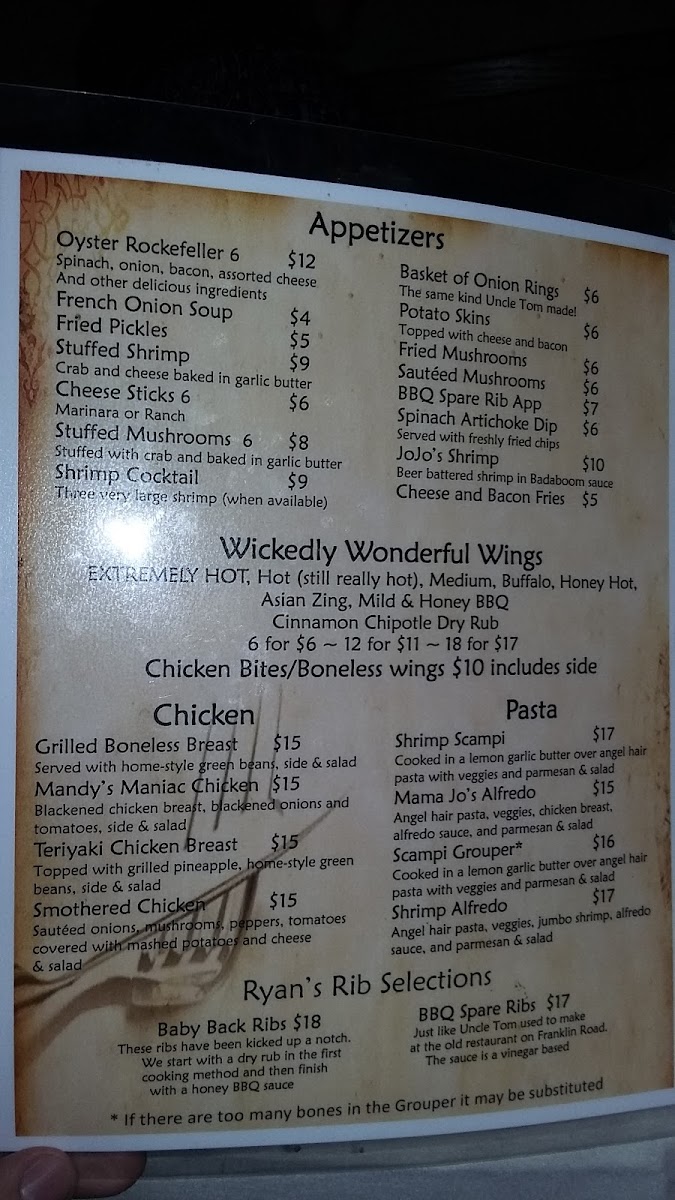 Appetizers
Oyster Rockefeller 6 $12
Spinach, onion, bacon, assorted cheese
And other delicious ingredients
French Onion Soup $4
Fried Pickles $5
Stuffed Shrimp $9
Crab and cheese baked in garlic butter
Cheese Sticks 6 $6
Marinara or Ranch
Stuffed Mushrooms 6 $8
Stuffed with crab and baked in garlic butter
Shrimp Cocktail $9
Three very large shrimp (when available)
Basket of Onion Rings $6
The same kind Uncle Tom made!
Potato Skins $6
Topped with cheese and bacon
Fried Mushrooms $6
Sautéed Mushrooms $6
BBQ Spare Rib App $7
Spinach Artichoke Dip $6
Served with freshly fried chips
JoJo's Shrimp $10
Beer battered shrimp in Badaboom sauce
Cheese and Bacon Fries $5
Wickedly Wonderful Wings
EXTREMELY HOT, Hot (still really hot), Medium, Buffalo, Honey Hot,
Asian Zing, Mild & Honey BBQ
Cinnamon Chipotle Dry Rub
6 for $6 ~ 12 for $11 ~ 18 for $17
Chicken Bites/Boneless wings $10 includes side
Chicken
Grilled Boneless Breast $15
Served with home-style green beans, side & salad
Mandy's Maniac Chicken $15
Blackened chicken breast, blackened onions and
tomatoes, side & salad
Teriyaki Chicken Breast $15
Topped with grilled pineapple, home-style green
beans, side & salad
Smothered Chicken $15
Sautéed onions, mushrooms, peppers, tomatoes
covered with mashed potatoes and cheese
& salad
Pasta
Shrimp Scampi $17
Cooked in a lemon garlic butter over angel hair
pasta with veggies and parmesan & salad
Mama Jo's Alfredo $15
Angel hair pasta, veggies, chicken breast,
alfredo sauce, and parmesan & salad
Scampi Grouper* $16
Cooked in a lemon garlic butter over angel hair
pasta with veggies and parmesan & salad
Shrimp Alfredo $17
Angel hair pasta, veggies, jumbo shrimp, alfredo
sauce, and parmesan & salad
Ryan's Rib Selections
Baby Back Ribs $18
These ribs have been kicked up a notch.
We start with a dry rub in the first
cooking method and then finish
with a honey BBQ sauce
BBQ Spare Ribs $17
Just like Uncle Tom used to make
at the old restaurant on Franklin Road.
The sauce is a vinegar based
* If there are too many bones in the Grouper it may be substituted